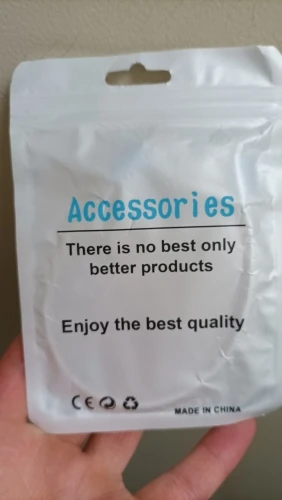 Accessories
There is no best only
better products
Enjoy the best quality
CE
MADE IN CHINA